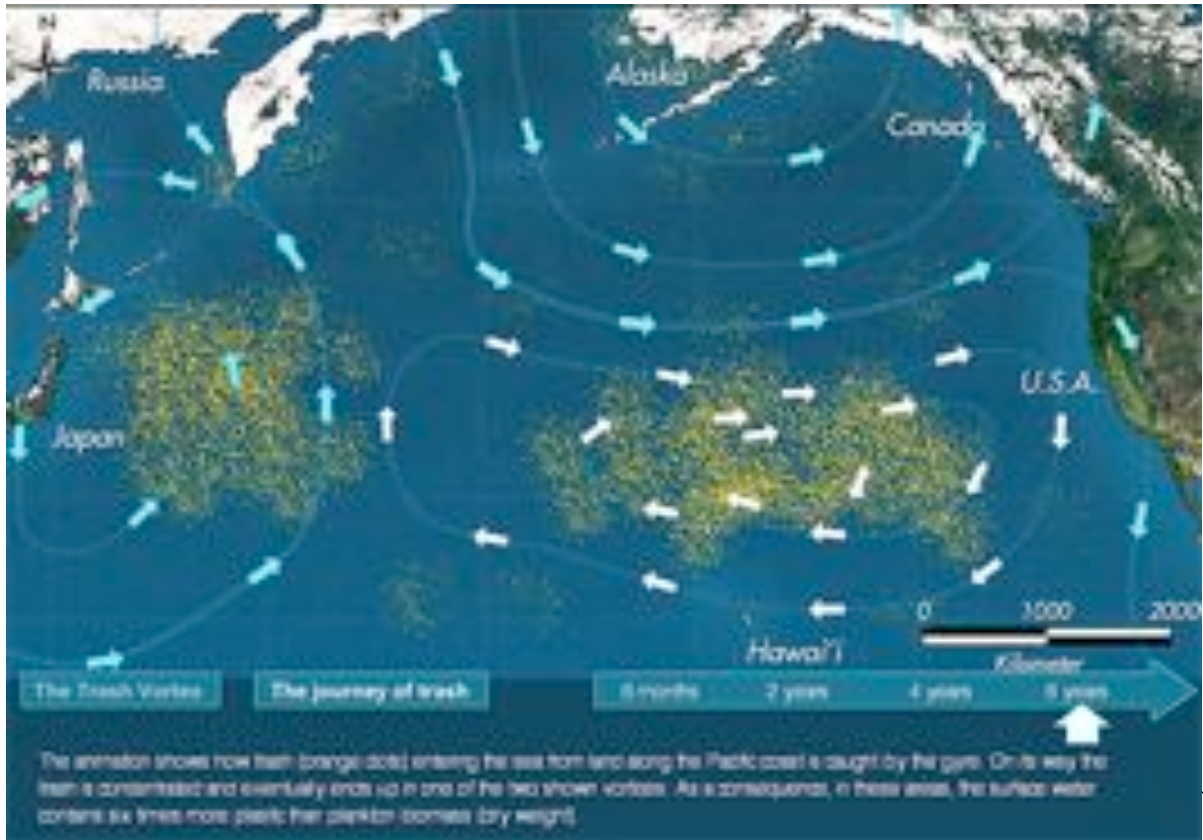 N
Russia
Alaska
Canada
U.S.A.
Japan
0 1000 2000
Kilometer
Hawai'i
The Trash Vortex
The journey of trash
6 months 2 years 4 years 6 years
The animation shows how trash (orange dots) entering the sea from land along the Pacific coast is caught by the gyre. On its way the
trash is concentrated and eventually ends up in one of the two shown vortexes. As a consequence, in these areas, the surface water
contains six times more plastic than plankton biomass (dry weight).